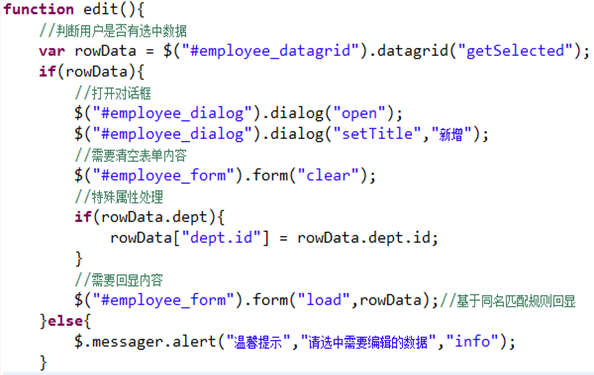 function edit(){
//判断用户是否有选中数据
var rowData = $("#employee_datagrid").datagrid("getSelected");
if(rowData){
//打开对话框
$("#employee_dialog").dialog("open");
$("#employee_dialog").dialog("setTitle","新增");
//需要清空表单内容
$("#employee_form").form("clear");
//特殊属性处理
if(rowData.dept){
rowData["dept.id"] = rowData.dept.id;
}
//需要回显内容
$("#employee_form").form("load",rowData);//基于同名匹配规则回显
}else{
$.messager.alert("温馨提示","请选中需要编辑的数据","info");
}